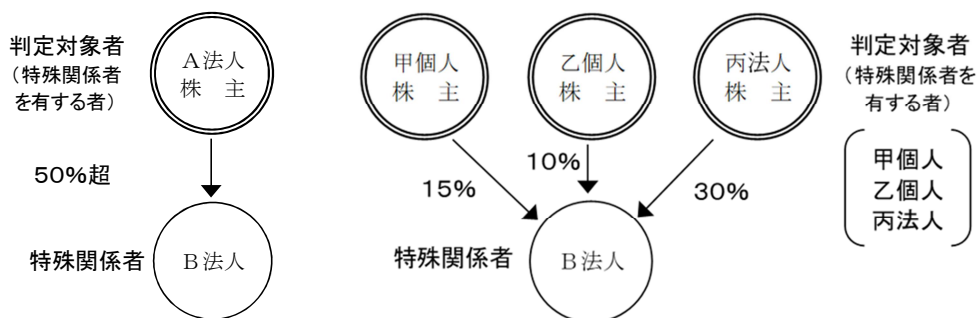 判定対象者
（特殊関係者
を有する者）
Ａ法人
株　主
50%超
特殊関係者
Ｂ法人
甲個人
株　主
乙個人
株　主
丙法人
株　主
15%
10%
30%
特殊関係者
Ｂ法人
判定対象者
（特殊関係者を
有する者）
甲個人
乙個人
丙法人